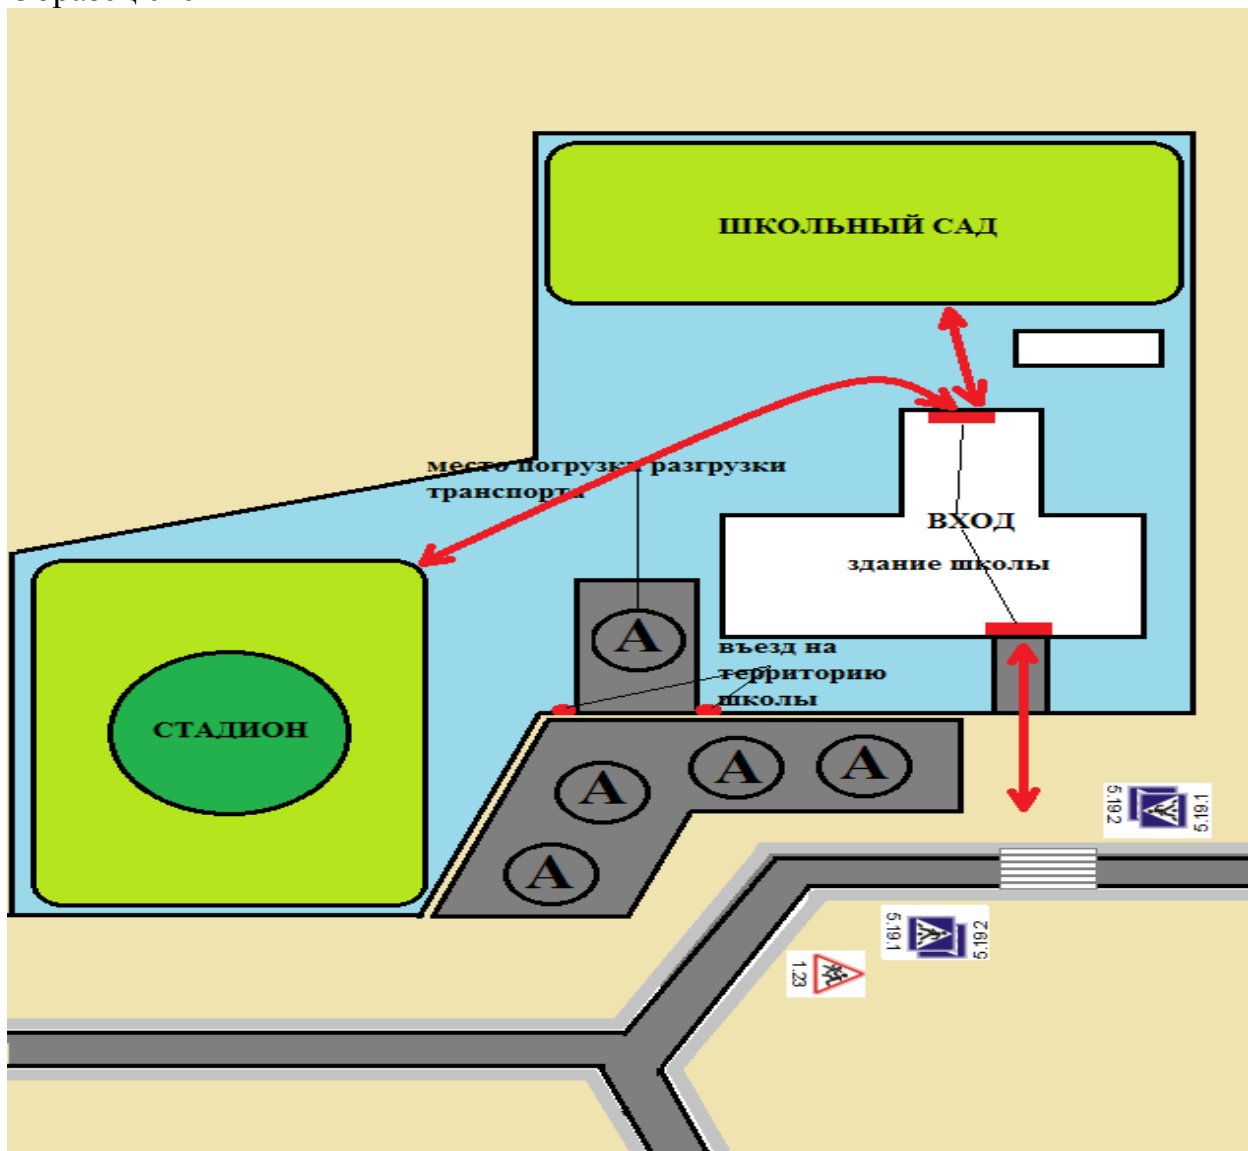 ШКОЛЬНЫЙ САД
место погрузки разгрузки
транспорта
ВХОД
здание школы
А
въезд на
территорию
школы
СТАДИОН
А
А
А
А
5.19.2
5.19.1
5.19.1
5.19.2
1.23